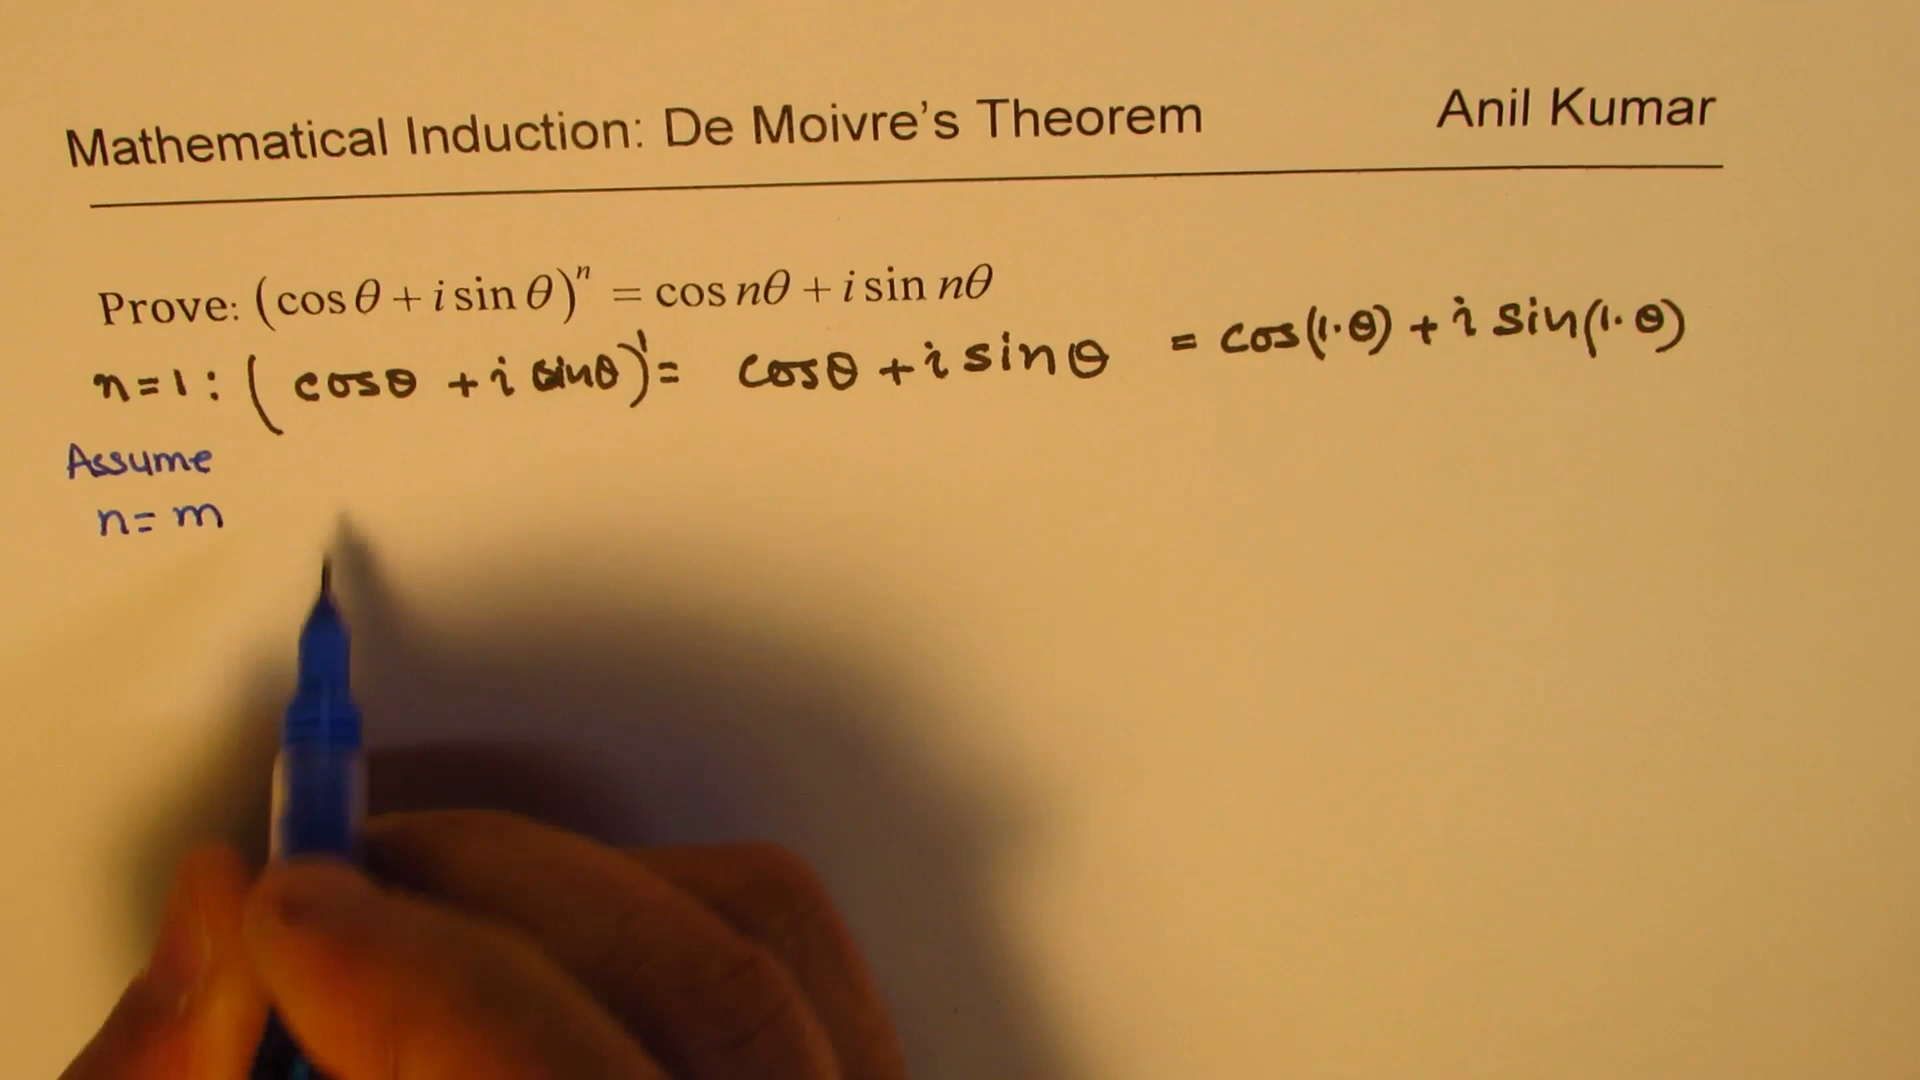 Mathematical Induction: De Moivre's Theorem Anil Kumar
Prove: (cos θ + i sin θ)ⁿ = cos nθ + i sin nθ
n=1: (cosθ + i sinθ)¹ = cosθ + i sinθ = cos(1·θ) + i sin(1·θ)
Assume
n=m